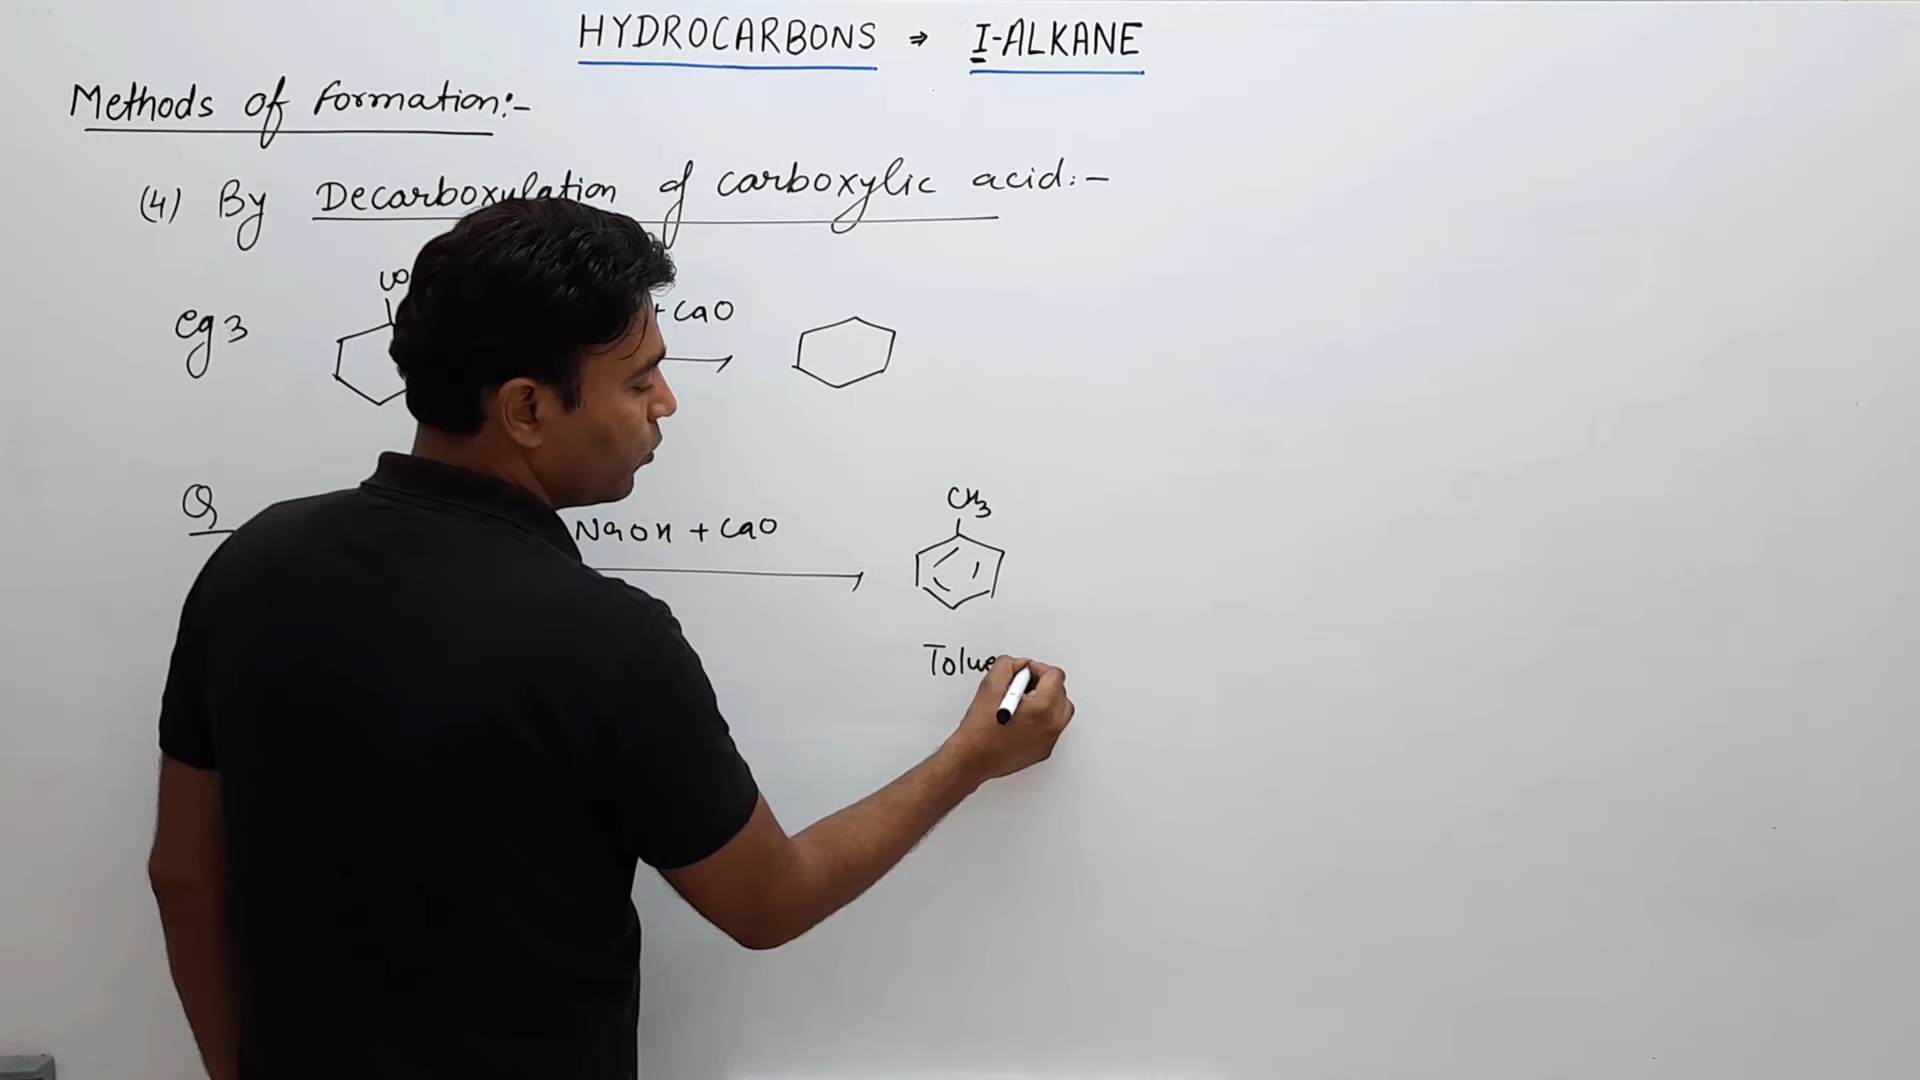 HYDROCARBONS ⇒ I-ALKANE
Methods of formation:-
(4) By Decarboxylation of carboxylic acid:-
eg 3
+ CaO
Q
NaOH + CaO
CH3
Tolue